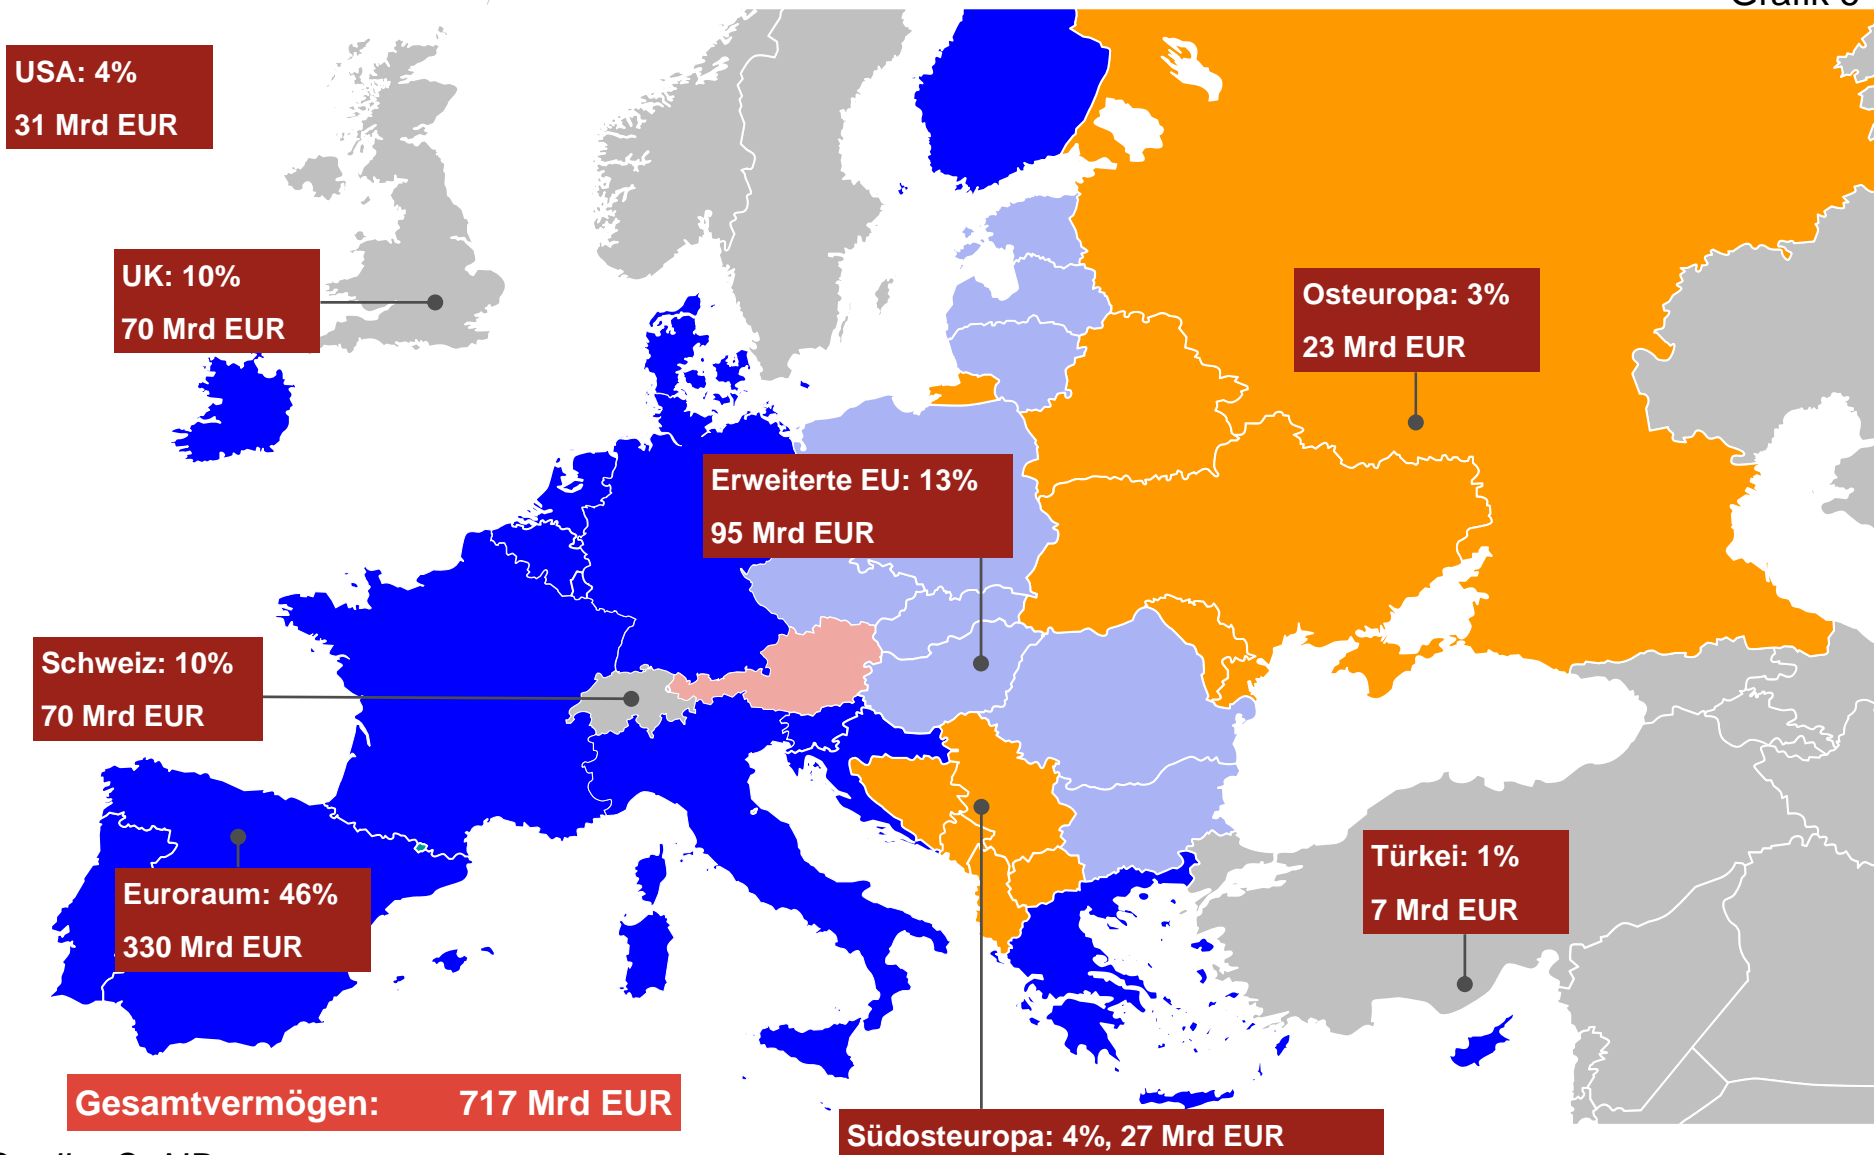 USA: 4%
31 Mrd EUR
UK: 10%
70 Mrd EUR
Osteuropa: 3%
23 Mrd EUR
Erweiterte EU: 13%
95 Mrd EUR
Schweiz: 10%
70 Mrd EUR
Türkei: 1%
7 Mrd EUR
Euroraum: 46%
330 Mrd EUR
Gesamtvermögen: 717 Mrd EUR
Südosteuropa: 4%, 27 Mrd EUR